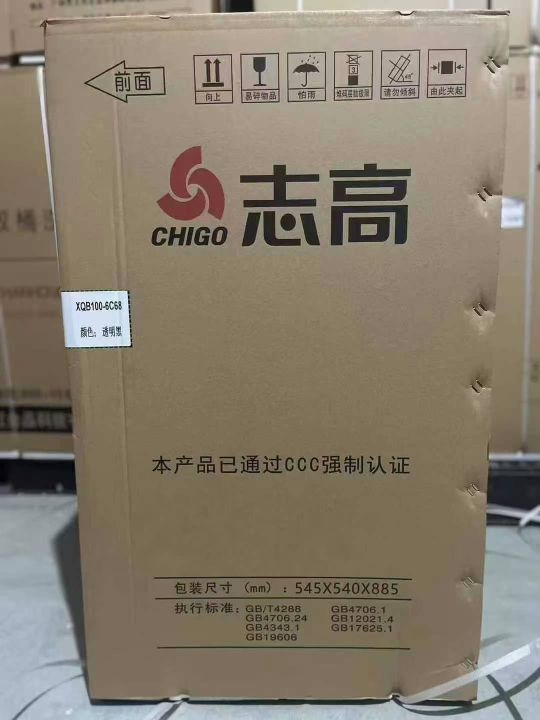 前面
向上
易碎物品
怕雨
3
堆码层数极限
请勿倾斜
由此夹起
CHIGO 志高
XQB100-6C68
颜色：透明黑
本产品已通过CCC强制认证
包装尺寸（mm）：545X540X885
执行标准：GB/T4288 GB4706.1
GB4706.24 GB12021.4
GB4343.1 GB17625.1
GB19606